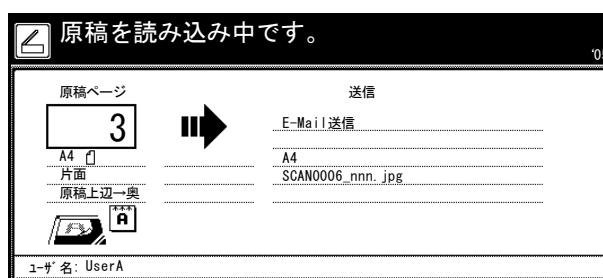 原稿を読み込み中です。
'05
原稿ページ
送信
3
E-Mail送信
A4
A4
片面
SCAN0006_nnn.jpg
原稿上辺→奥
A
ﾕｰｻﾞ名: UserA